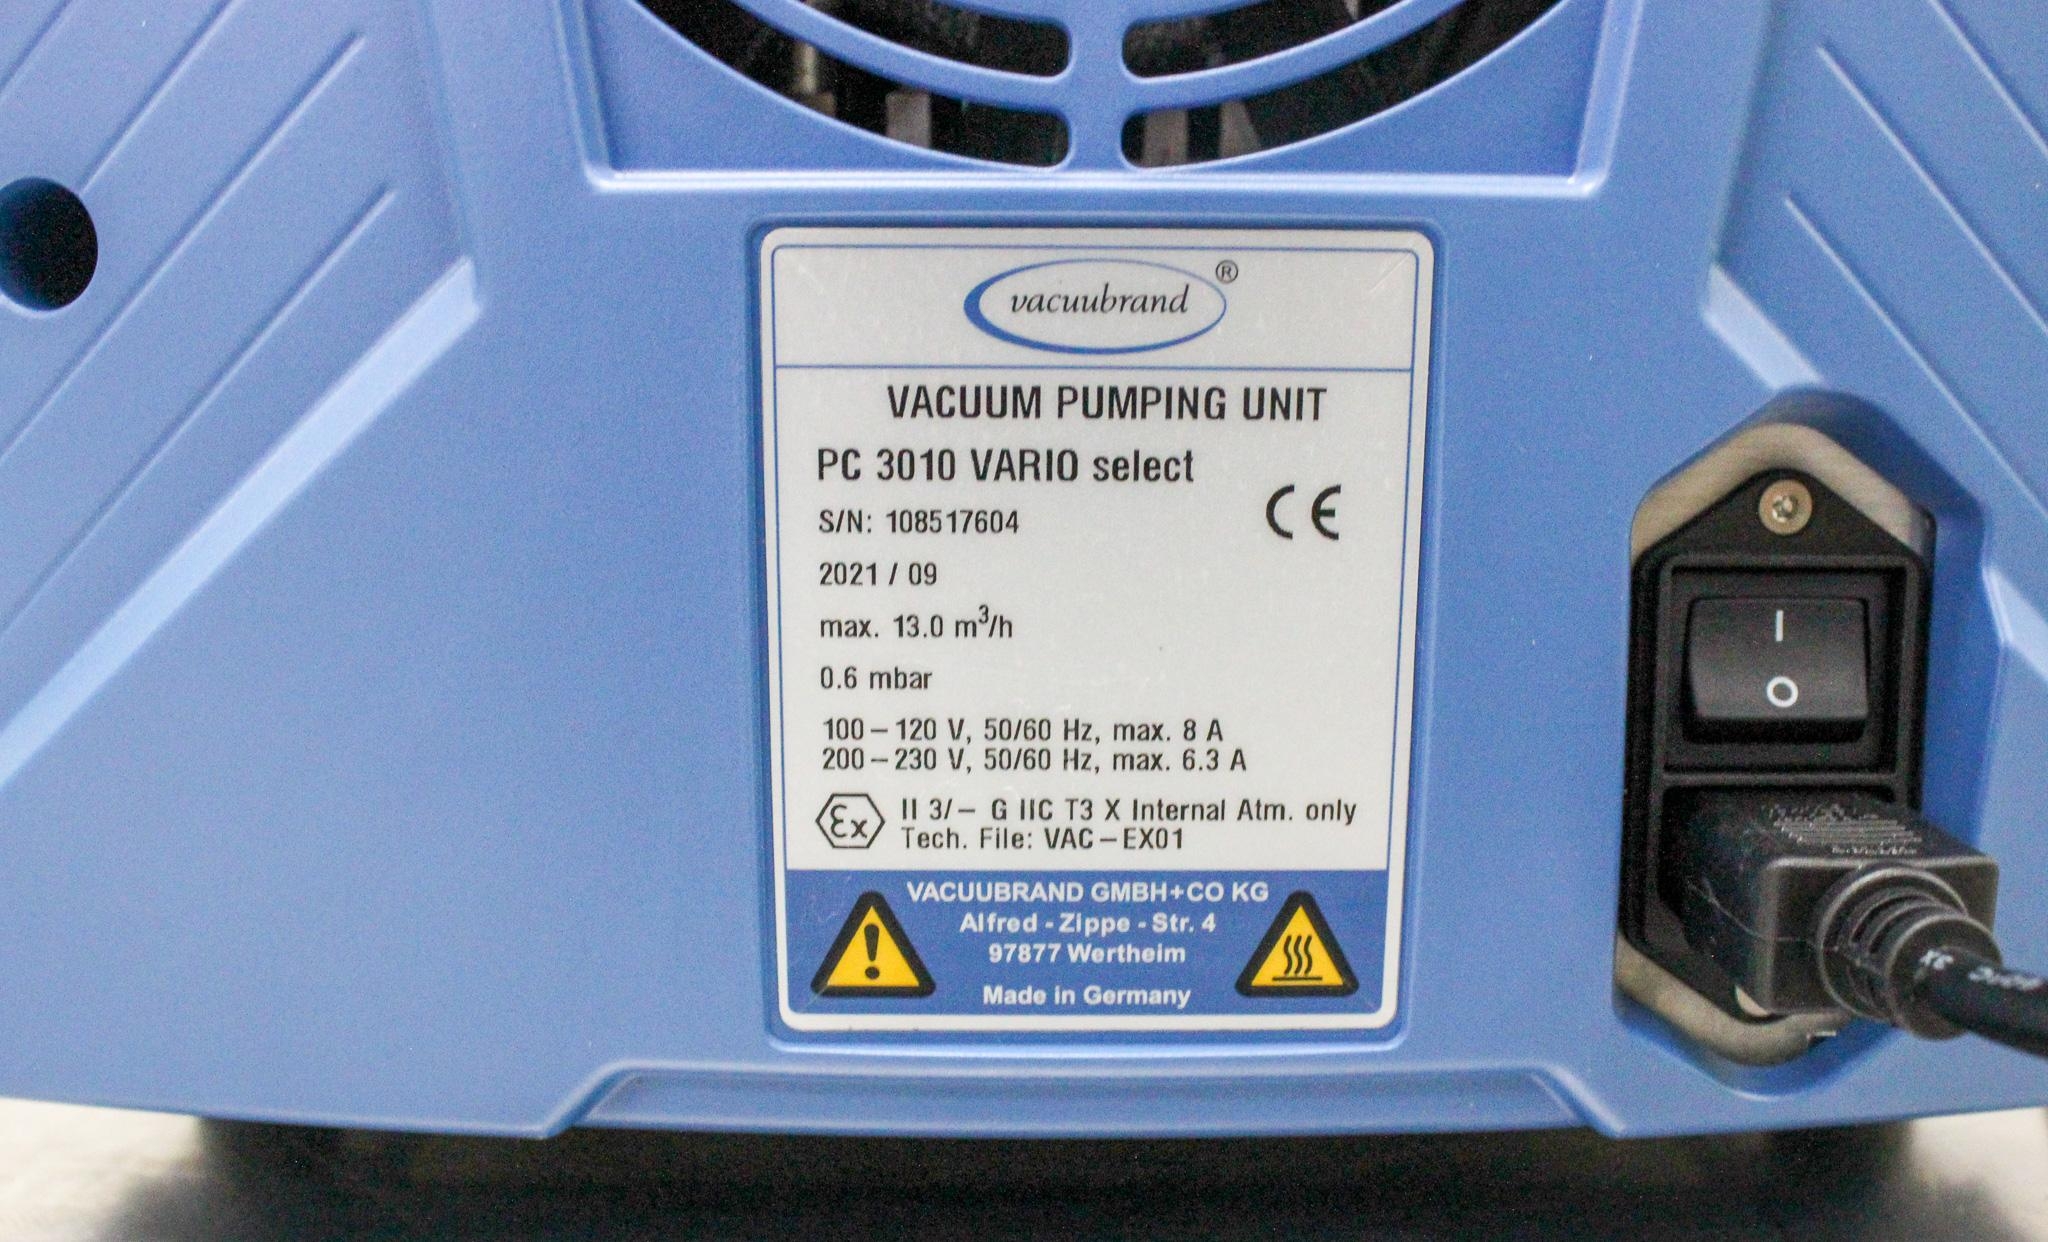 vacuubrand ®
VACUUM PUMPING UNIT
PC 3010 VARIO select
S/N: 108517604
CE
2021 / 09
max. 13.0 m³/h
0.6 mbar
100 – 120 V, 50/60 Hz, max. 8 A
200 – 230 V, 50/60 Hz, max. 6.3 A
Ex II 3/– G IIC T3 X Internal Atm. only
Tech. File: VAC – EX01
VACUUBRAND GMBH+CO KG
Alfred - Zippe - Str. 4
97877 Wertheim
Made in Germany
I
O